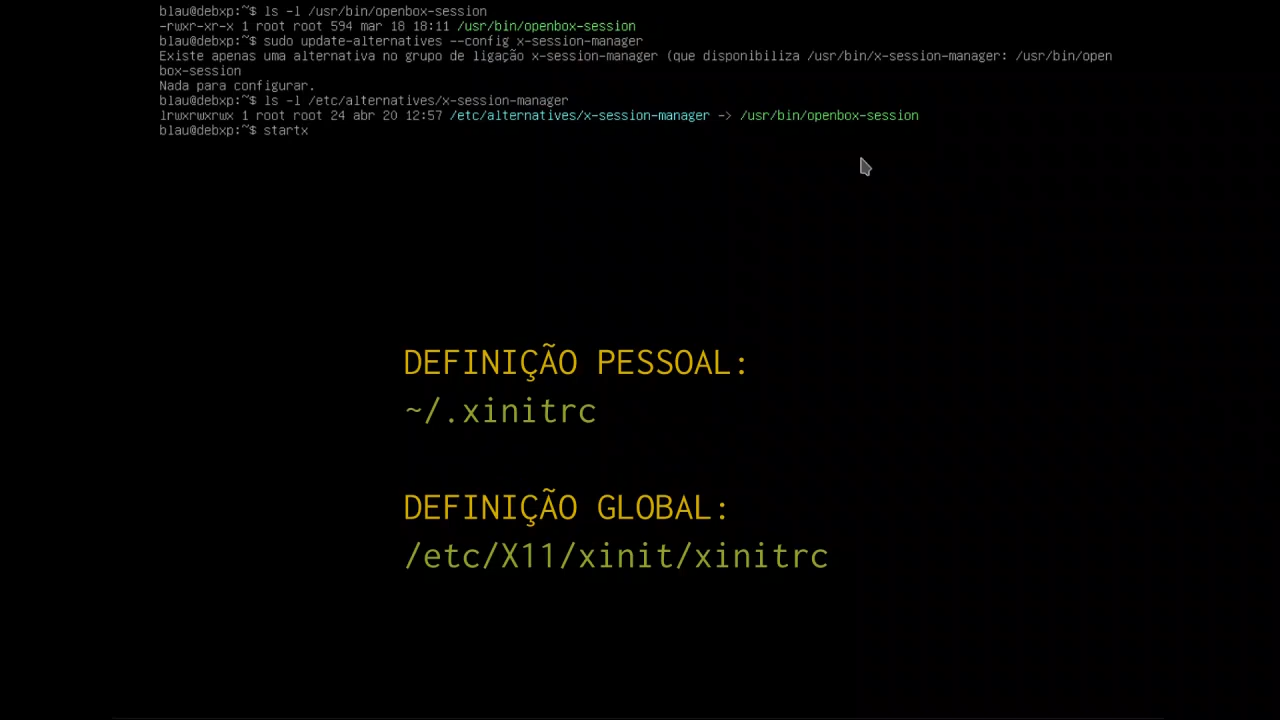 blau@debxp:~$ ls -l /usr/bin/openbox-session
-rwxr-xr-x 1 root root 594 mar 18 18:11 /usr/bin/openbox-session
blau@debxp:~$ sudo update-alternatives --config x-session-manager
Existe apenas uma alternativa no grupo de ligação x-session-manager (que disponibiliza /usr/bin/x-session-manager: /usr/bin/open
box-session
Nada para configurar.
blau@debxp:~$ ls -l /etc/alternatives/x-session-manager
lrwxrwxrwx 1 root root 24 abr 20 12:57 /etc/alternatives/x-session-manager -> /usr/bin/openbox-session
blau@debxp:~$ startx
DEFINIÇÃO PESSOAL:
~/.xinitrc
DEFINIÇÃO GLOBAL:
/etc/X11/xinit/xinitrc